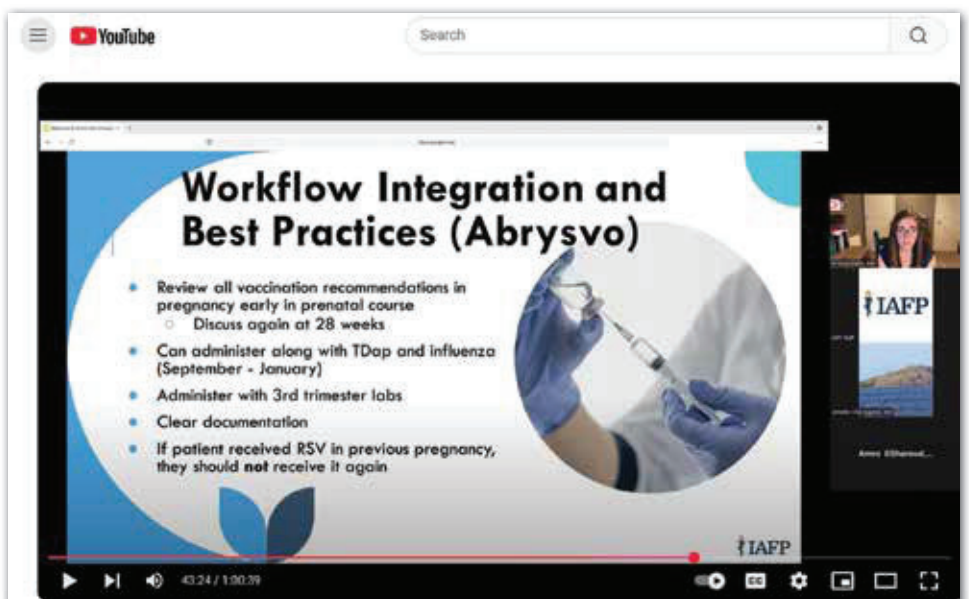 YouTube
Search
Workflow Integration and
Best Practices (Abrysvo)
Review all vaccination recommendations in
pregnancy early in prenatal course
Discuss again at 28 weeks
Can administer along with TDap and influenza
(September - January)
Administer with 3rd trimester labs
Clear documentation
If patient received RSV in previous pregnancy,
they should not receive it again
IAFP
IAFP
43:24 / 1:00:39
CC